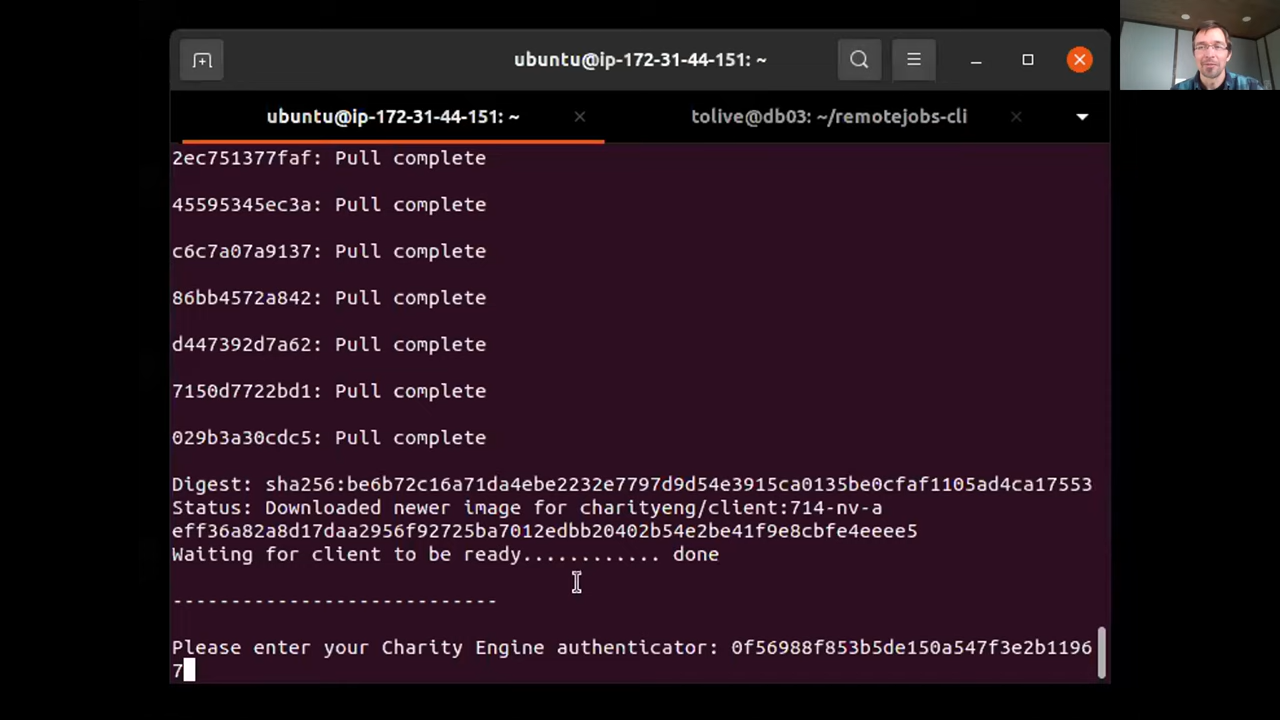 ubuntu@ip-172-31-44-151: ~
ubuntu@ip-172-31-44-151: ~
tolive@db03: ~/remotejobs-cli
2ec751377faf: Pull complete
45595345ec3a: Pull complete
c6c7a07a9137: Pull complete
86bb4572a842: Pull complete
d447392d7a62: Pull complete
7150d7722bd1: Pull complete
029b3a30cdc5: Pull complete
Digest: sha256:be6b72c16a71da4ebe2232e7797d9d54e3915ca0135be0cfaf1105ad4ca17553
Status: Downloaded newer image for charityeng/client:714-nv-a
eff36a82a8d17daa2956f92725ba7012edbb20402b54e2be41f9e8cbfe4eeee5
Waiting for client to be ready............ done
----------------------------
Please enter your Charity Engine authenticator: 0f56988f853b5de150a547f3e2b1196
7